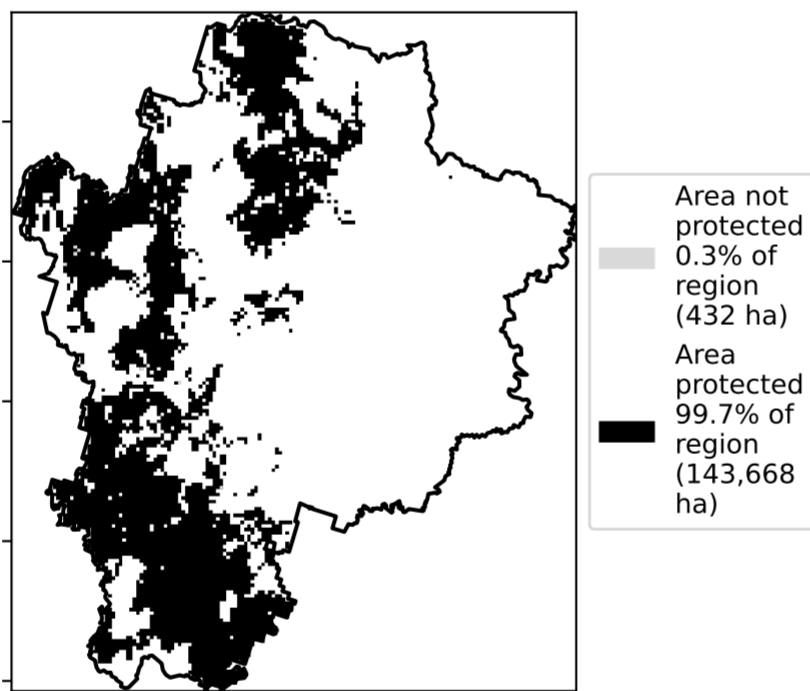 Area not
protected
0.3% of
region
(432 ha)
Area
protected
99.7% of
region
(143,668
ha)